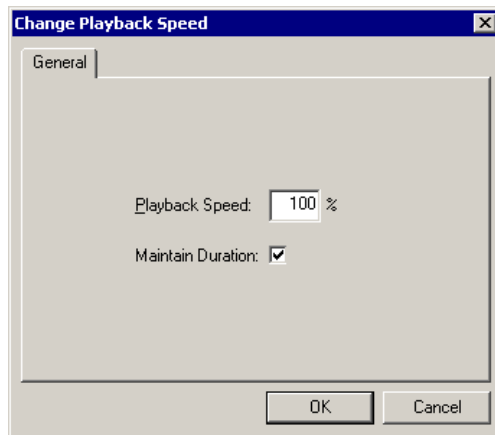 Change Playback Speed
General
Playback Speed: 100 %
Maintain Duration:
OK Cancel